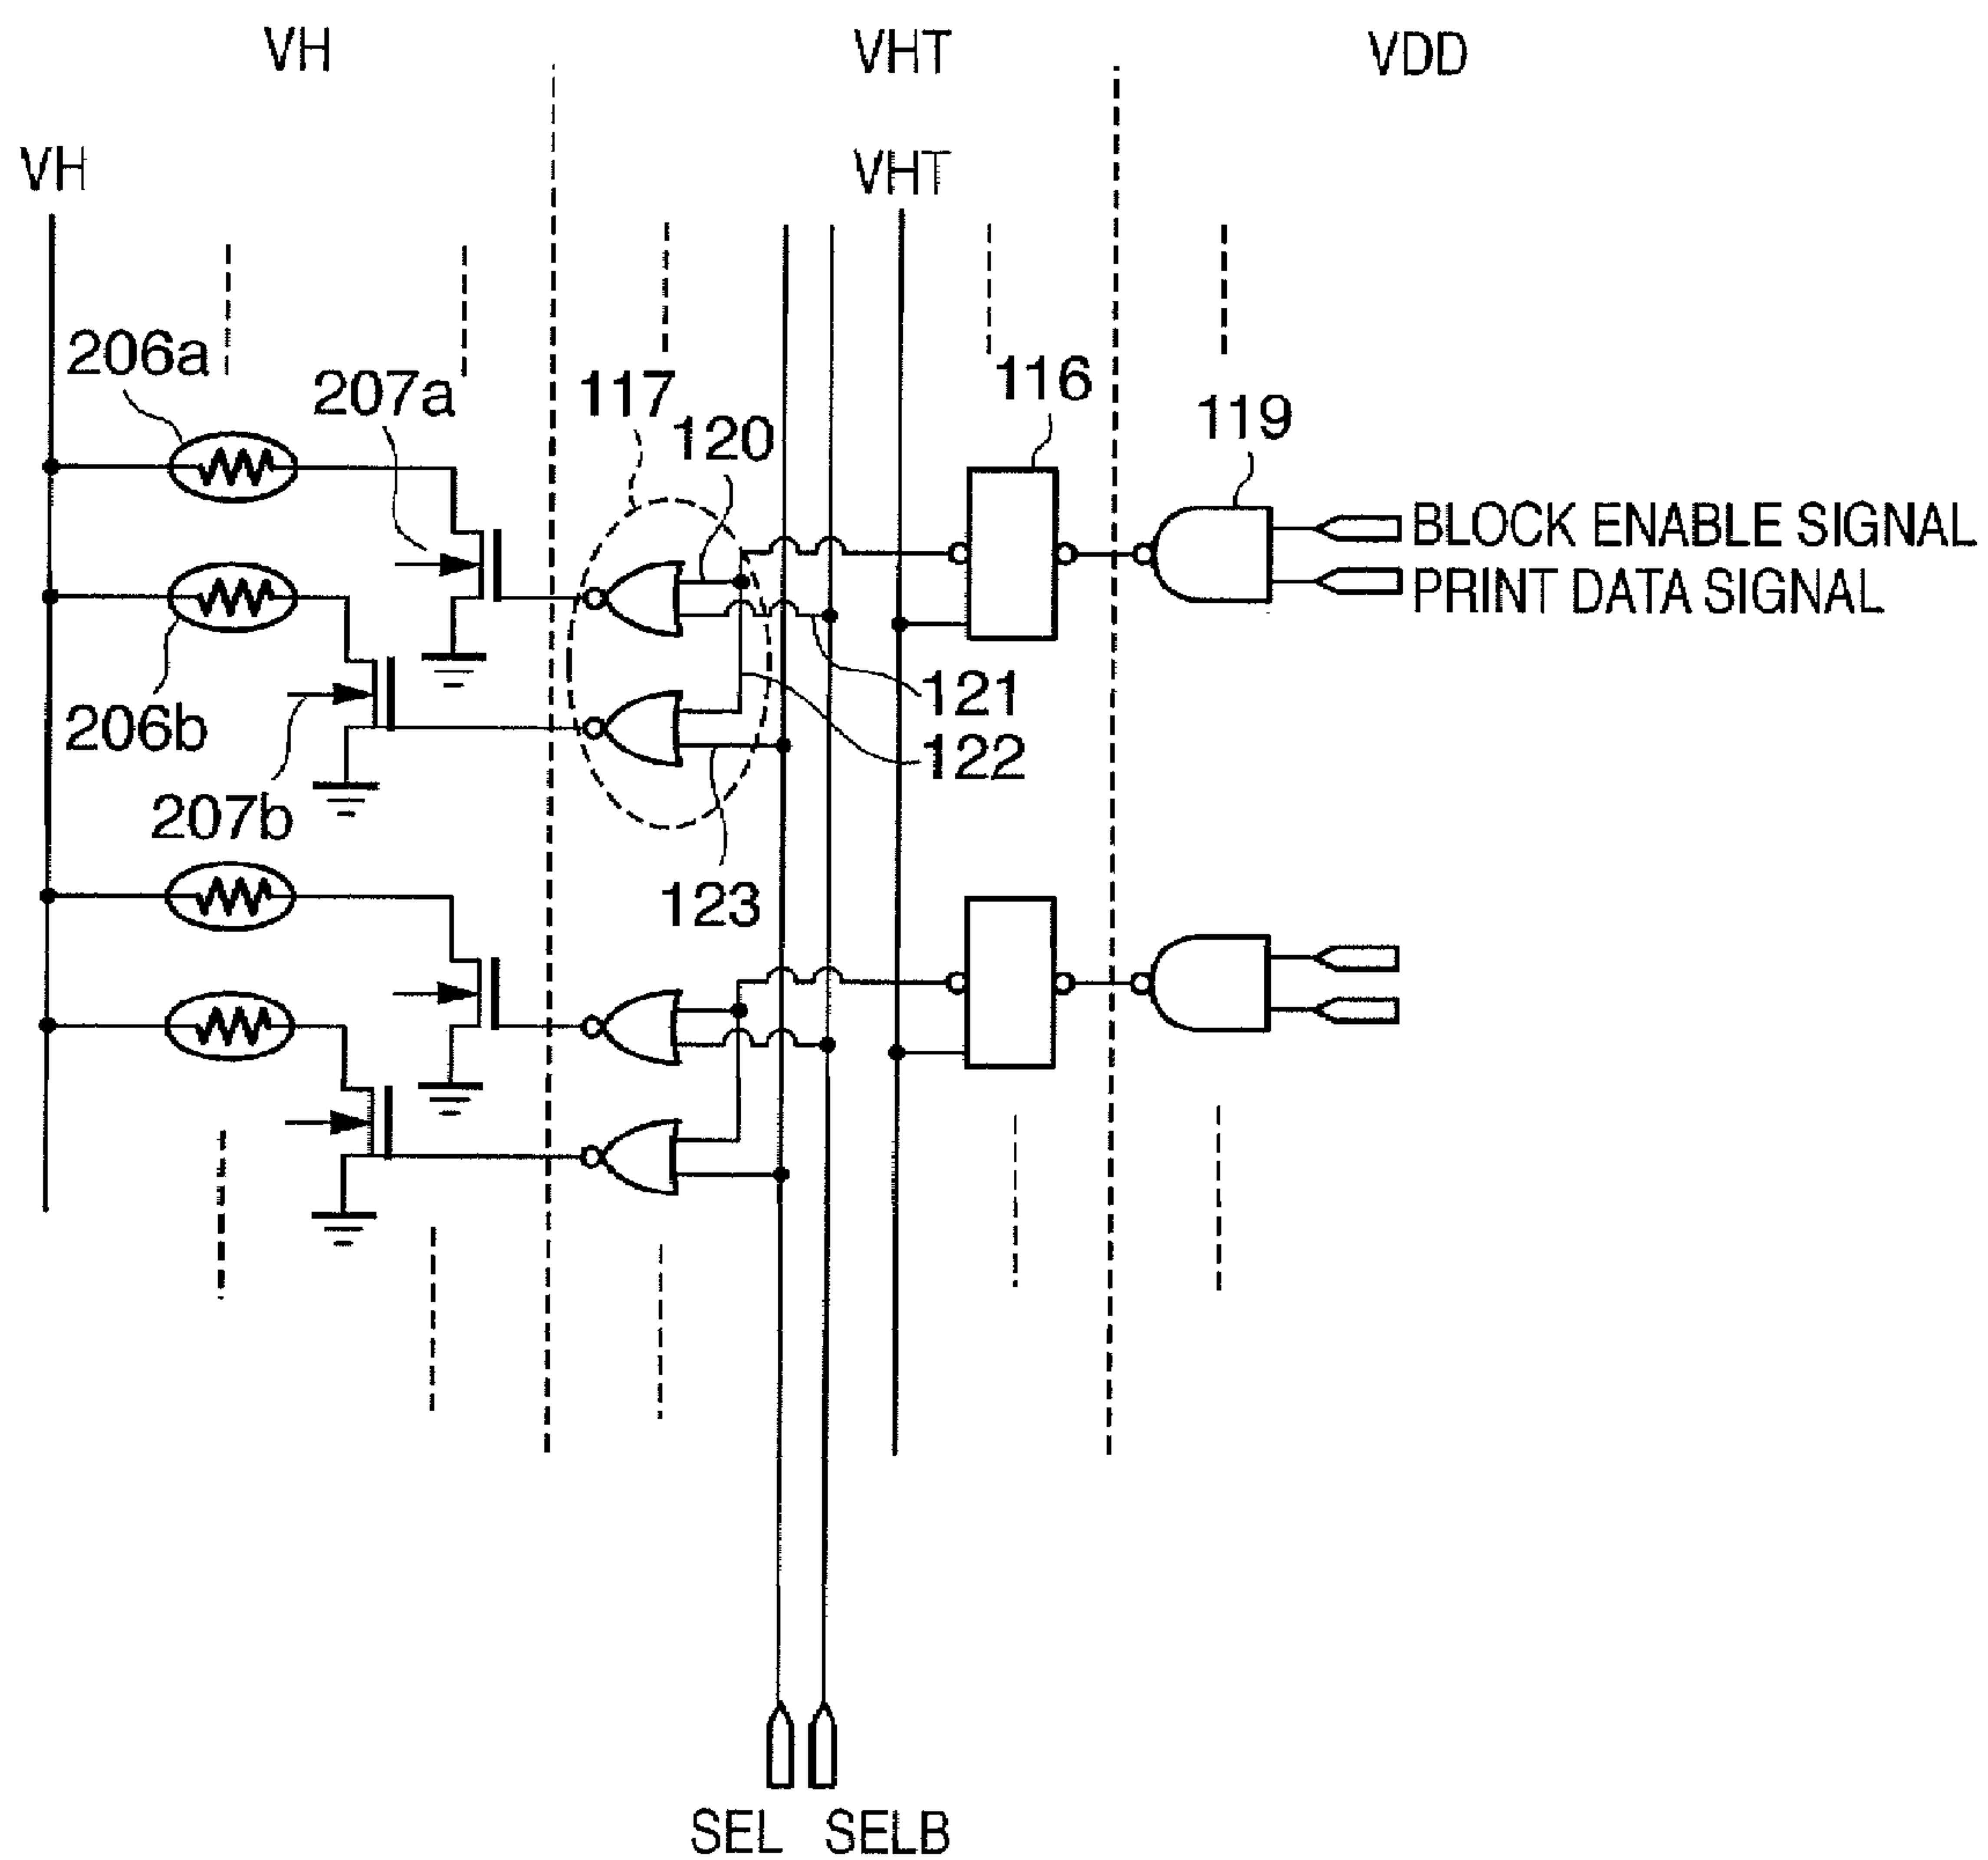 VH
VHT
VDD
VH
VHT
206a
207a
117
120
116
119
BLOCK ENABLE SIGNAL
PRINT DATA SIGNAL
206b
207b
121
122
123
SEL
SELB